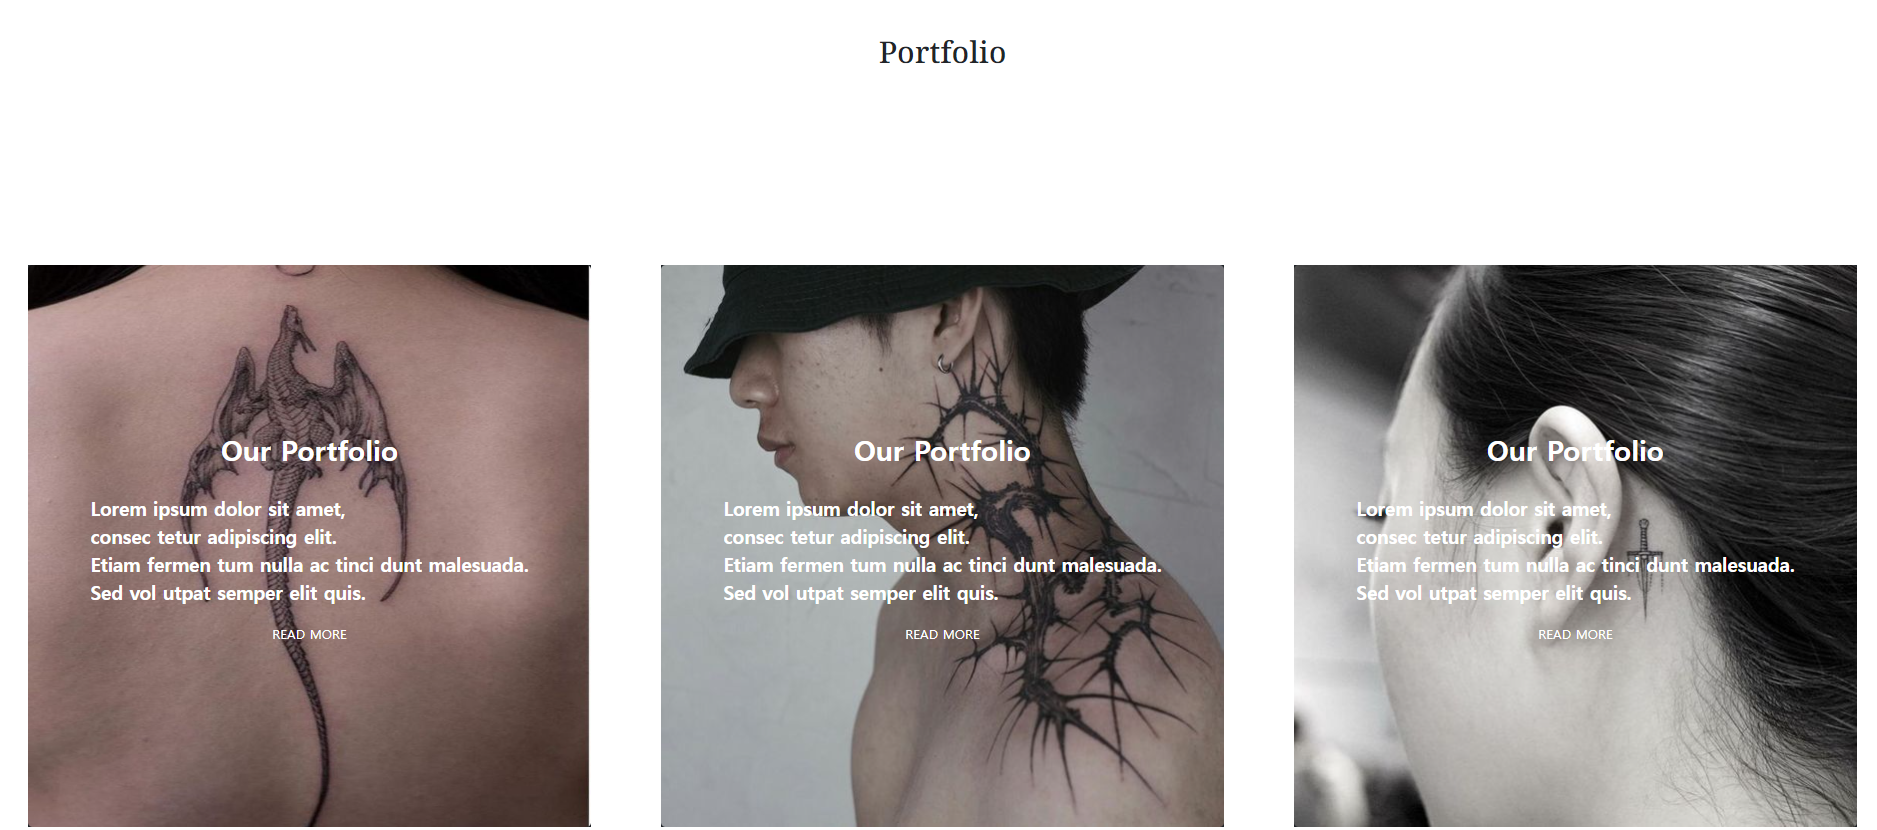 Portfolio
Our Portfolio
Lorem ipsum dolor sit amet,
consec tetur adipiscing elit.
Etiam fermen tum nulla ac tinci dunt malesuada.
Sed vol utpat semper elit quis.
READ MORE
Our Portfolio
Lorem ipsum dolor sit amet,
consec tetur adipiscing elit.
Etiam fermen tum nulla ac tinci dunt malesuada.
Sed vol utpat semper elit quis.
READ MORE
Our Portfolio
Lorem ipsum dolor sit amet,
consec tetur adipiscing elit.
Etiam fermen tum nulla ac tinci dunt malesuada.
Sed vol utpat semper elit quis.
READ MORE